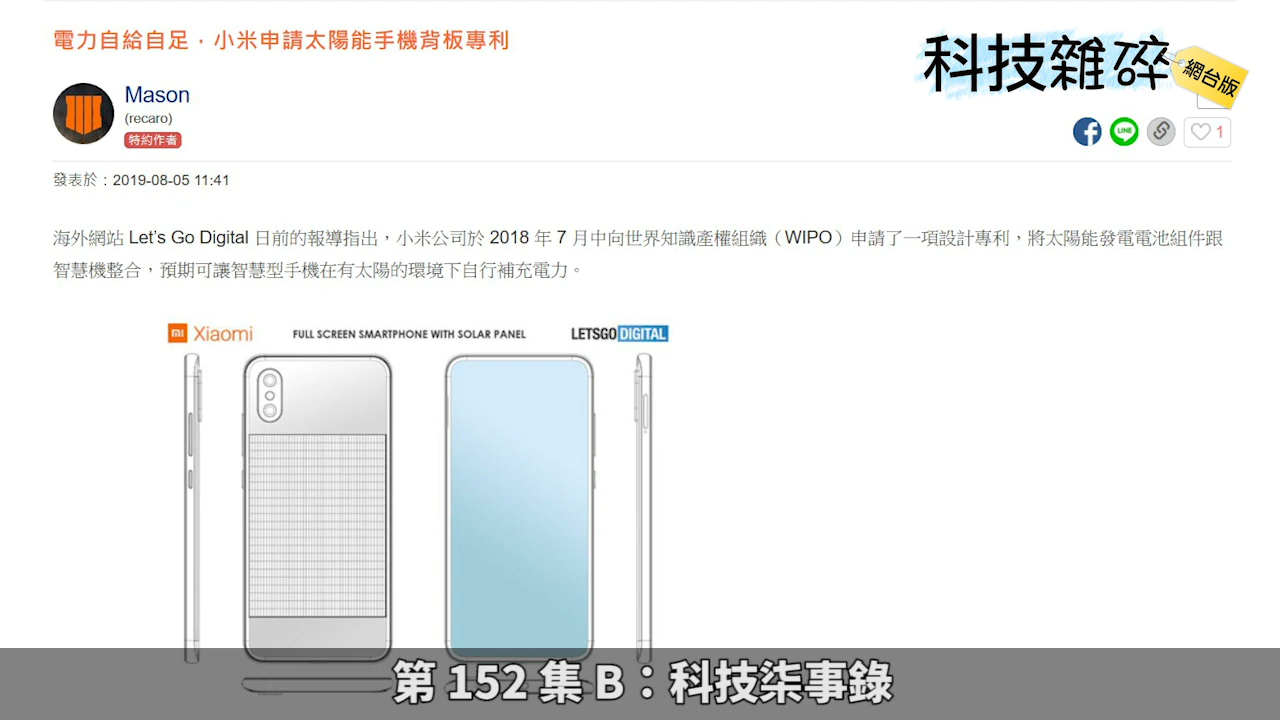 電力自給自足，小米申請太陽能手機背板專利
科技雜碎
網台版
Mason
(recaro)
特約作者
LINE
1
發表於：2019-08-05 11:41
海外網站 Let’s Go Digital 日前的報導指出，小米公司於 2018 年 7 月中向世界知識產權組織（WIPO）申請了一項設計專利，將太陽能發電電池組件跟
智慧機整合，預期可讓智慧型手機在有太陽的環境下自行補充電力。
mi Xiaomi
FULL SCREEN SMARTPHONE WITH SOLAR PANEL
LETSGODIGITAL
第 152 集 B：科技柒事錄